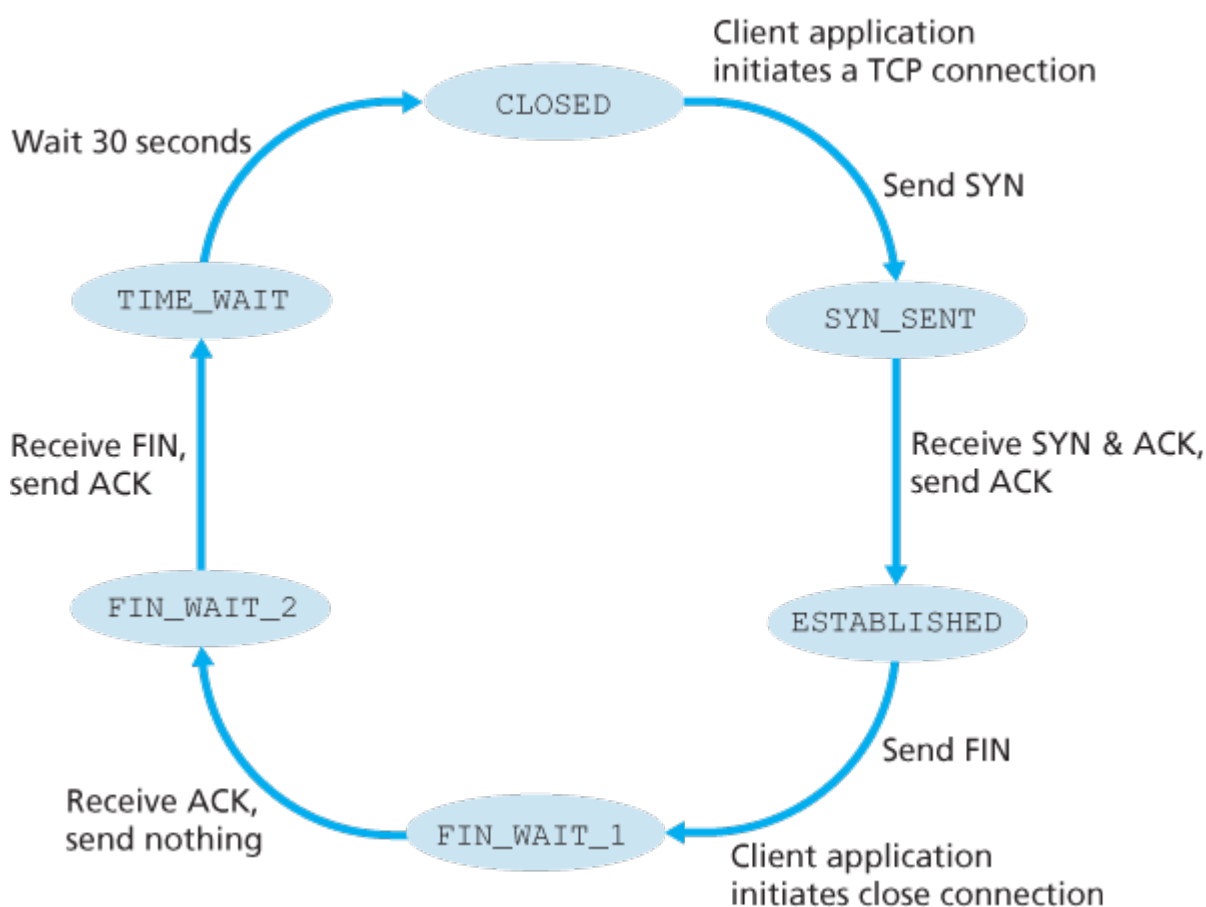 Client application
initiates a TCP connection
CLOSED
Wait 30 seconds
Send SYN
TIME_WAIT
SYN_SENT
Receive FIN,
send ACK
Receive SYN & ACK,
send ACK
FIN_WAIT_2
ESTABLISHED
Send FIN
Receive ACK,
send nothing
FIN_WAIT_1
Client application
initiates close connection